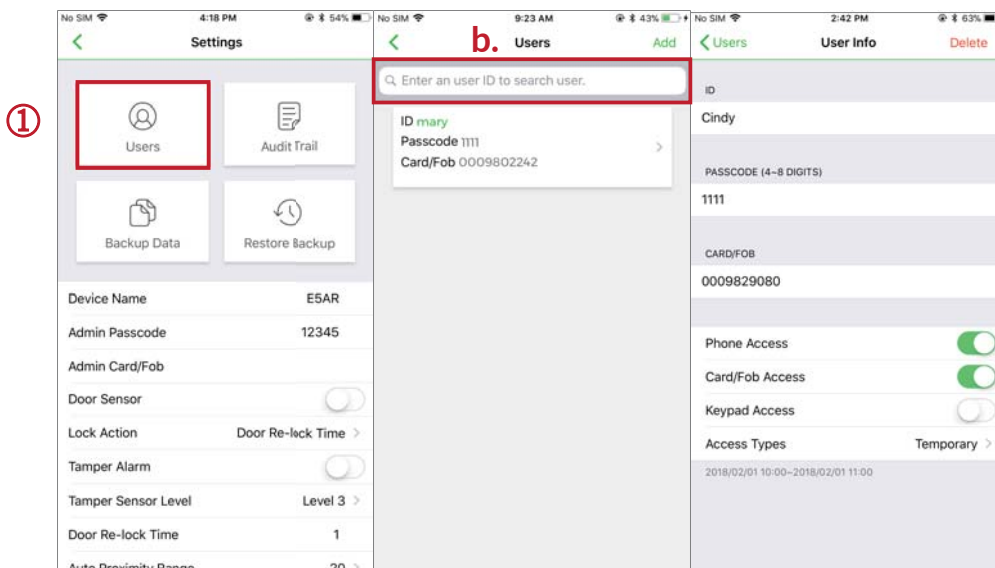 No SIM 4:18 PM 54%
Settings
①
Users
Audit Trail
Backup Data
Restore Backup
Device Name E5AR
Admin Passcode 12345
Admin Card/Fob
Door Sensor
Lock Action Door Re-lock Time
Tamper Alarm
Tamper Sensor Level Level 3
Door Re-lock Time 1
Auto Proximity Range 20
No SIM 9:23 AM 43%
b. Users Add
Enter an user ID to search user.
ID mary
Passcode 1111
Card/Fob 0009802242
No SIM 2:42 PM 63%
Users User Info Delete
ID
Cindy
PASSCODE (4~8 DIGITS)
1111
CARD/FOB
0009829080
Phone Access
Card/Fob Access
Keypad Access
Access Types Temporary
2018/02/01 10:00~2018/02/01 11:00